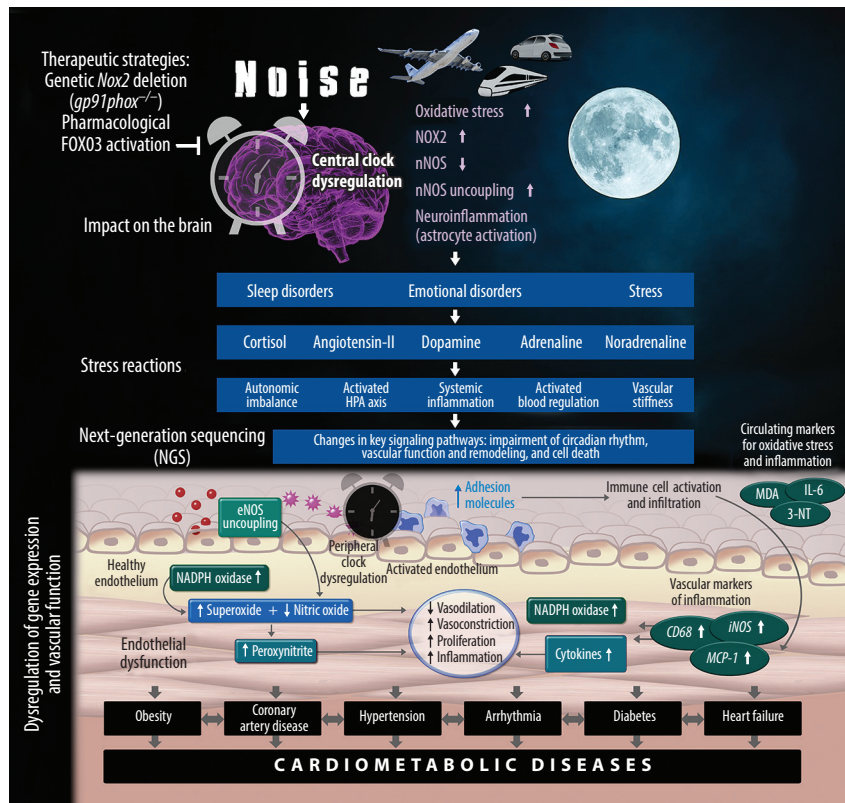 Therapeutic strategies:
Genetic Nox2 deletion
(gp91phox−/−)
Pharmacological
FOX03 activation
Noise
Central clock
dysregulation
Oxidative stress ↑
NOX2 ↑
nNOS ↓
nNOS uncoupling ↑
Neuroinflammation
(astrocyte activation)
Impact on the brain
Sleep disorders Emotional disorders Stress
Cortisol Angiotensin-II Dopamine Adrenaline Noradrenaline
Stress reactions
Autonomic
imbalance
Activated
HPA axis
Systemic
inflammation
Activated
blood regulation
Vascular
stiffness
Next-generation sequencing
(NGS)
Changes in key signaling pathways: impairment of circadian rhythm,
vascular function and remodeling, and cell death
Circulating markers
for oxidative stress
and inflammation
MDA
IL-6
3-NT
Dysregulation of gene expression
and vascular function
eNOS
uncoupling
↑ Adhesion
molecules
Immune cell activation
and infiltration
Peripheral
clock
dysregulation
Activated endothelium
Healthy
endothelium
NADPH oxidase ↑
↑ Superoxide + ↓ Nitric oxide
Endothelial
dysfunction
↑ Peroxynitrite
↓ Vasodilation
↑ Vasoconstriction
↑ Proliferation
↑ Inflammation
NADPH oxidase ↑
Cytokines ↑
Vascular markers
of inflammation
CD68 ↑
iNOS ↑
MCP-1 ↑
Obesity
Coronary
artery disease
Hypertension
Arrhythmia
Diabetes
Heart failure
CARDIOMETABOLIC DISEASES